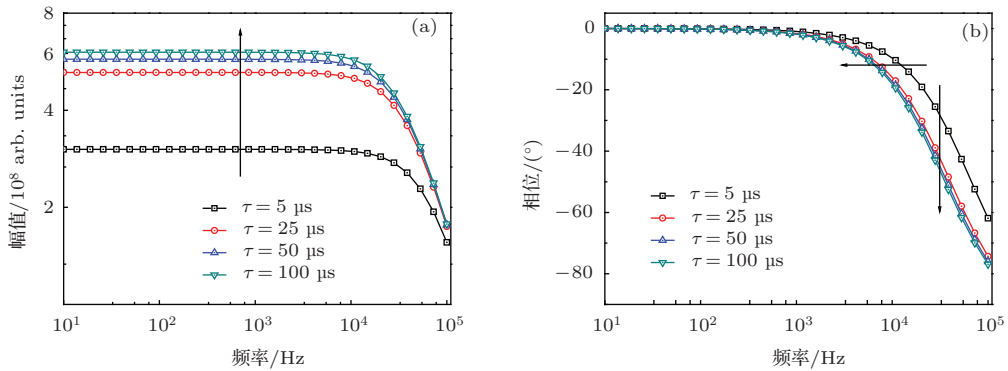 (a)
8
6
4
2
幅值/10⁸ arb. units
τ = 5 µs
τ = 25 µs
τ = 50 µs
τ = 100 µs
10¹ 10² 10³ 10⁴ 10⁵
频率/Hz
(b)
0
−20
−40
−60
−80
相位/(°)
τ = 5 µs
τ = 25 µs
τ = 50 µs
τ = 100 µs
10¹ 10² 10³ 10⁴ 10⁵
频率/Hz